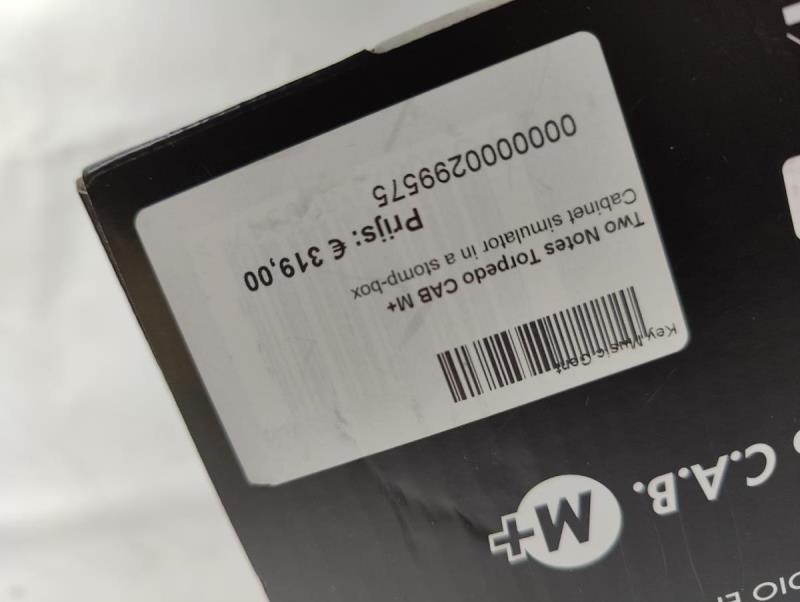 Key Music Gent
Two Notes Torpedo CAB M+
Cabinet simulator in a stomp-box
Prijs: € 319,00
0000000299575
C.A.B. M+